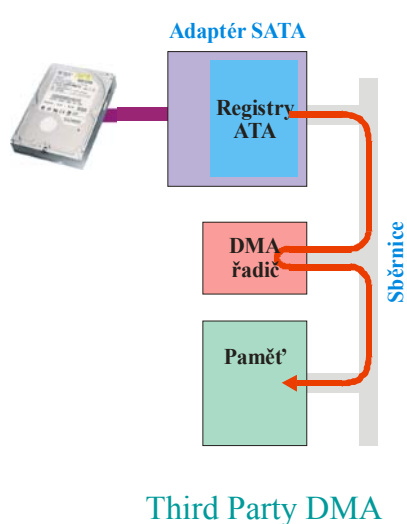 Adaptér SATA
Registry
ATA
DMA
řadič
Sběrnice
Paměť
Third Party DMA